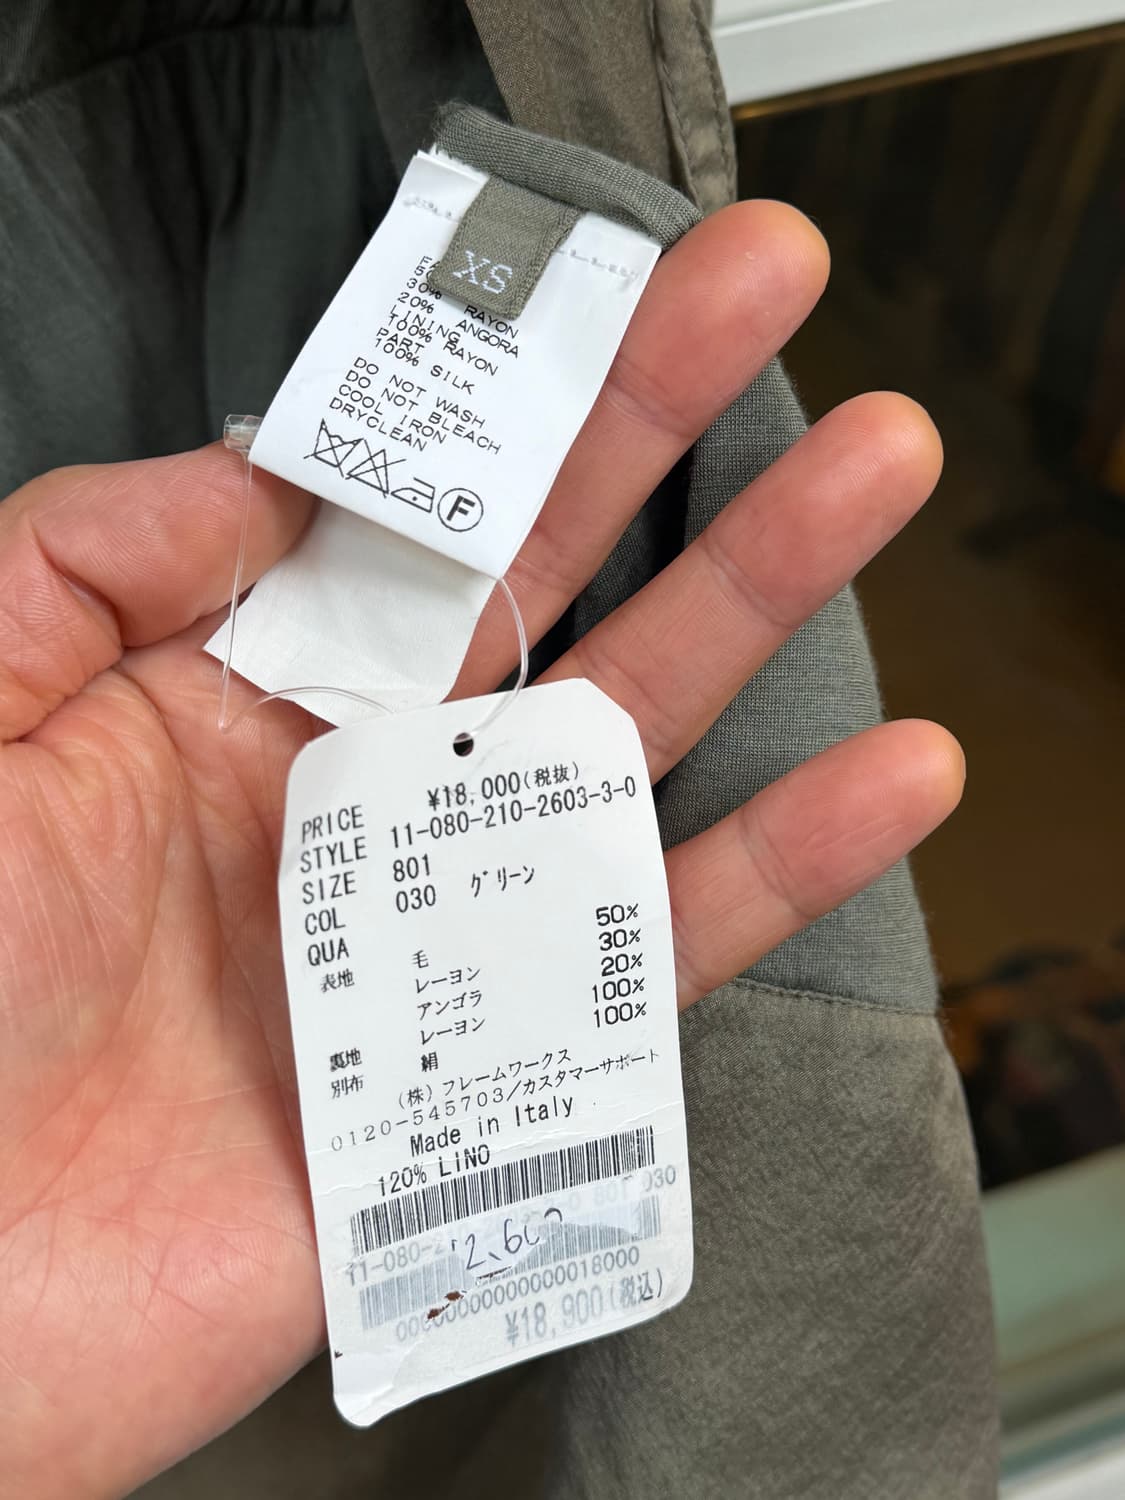 XS
30% RAYON
20% ANGORA
LINING
100% RAYON
PART
100% SILK
DO NOT WASH
DO NOT BLEACH
COOL IRON
DRYCLEAN
F
PRICE ¥18,000(税抜)
STYLE 11-080-210-2603-3-0
SIZE 801
COL 030 グリーン
QUA
表地 毛 50%
レーヨン 30%
アンゴラ 20%
裏地 レーヨン 100%
別布 絹 100%
(株)フレームワークス
0120-545703/カスタマーサポート
Made in Italy
120% LINO
801 030
000000000000018000
¥18,900(税込)